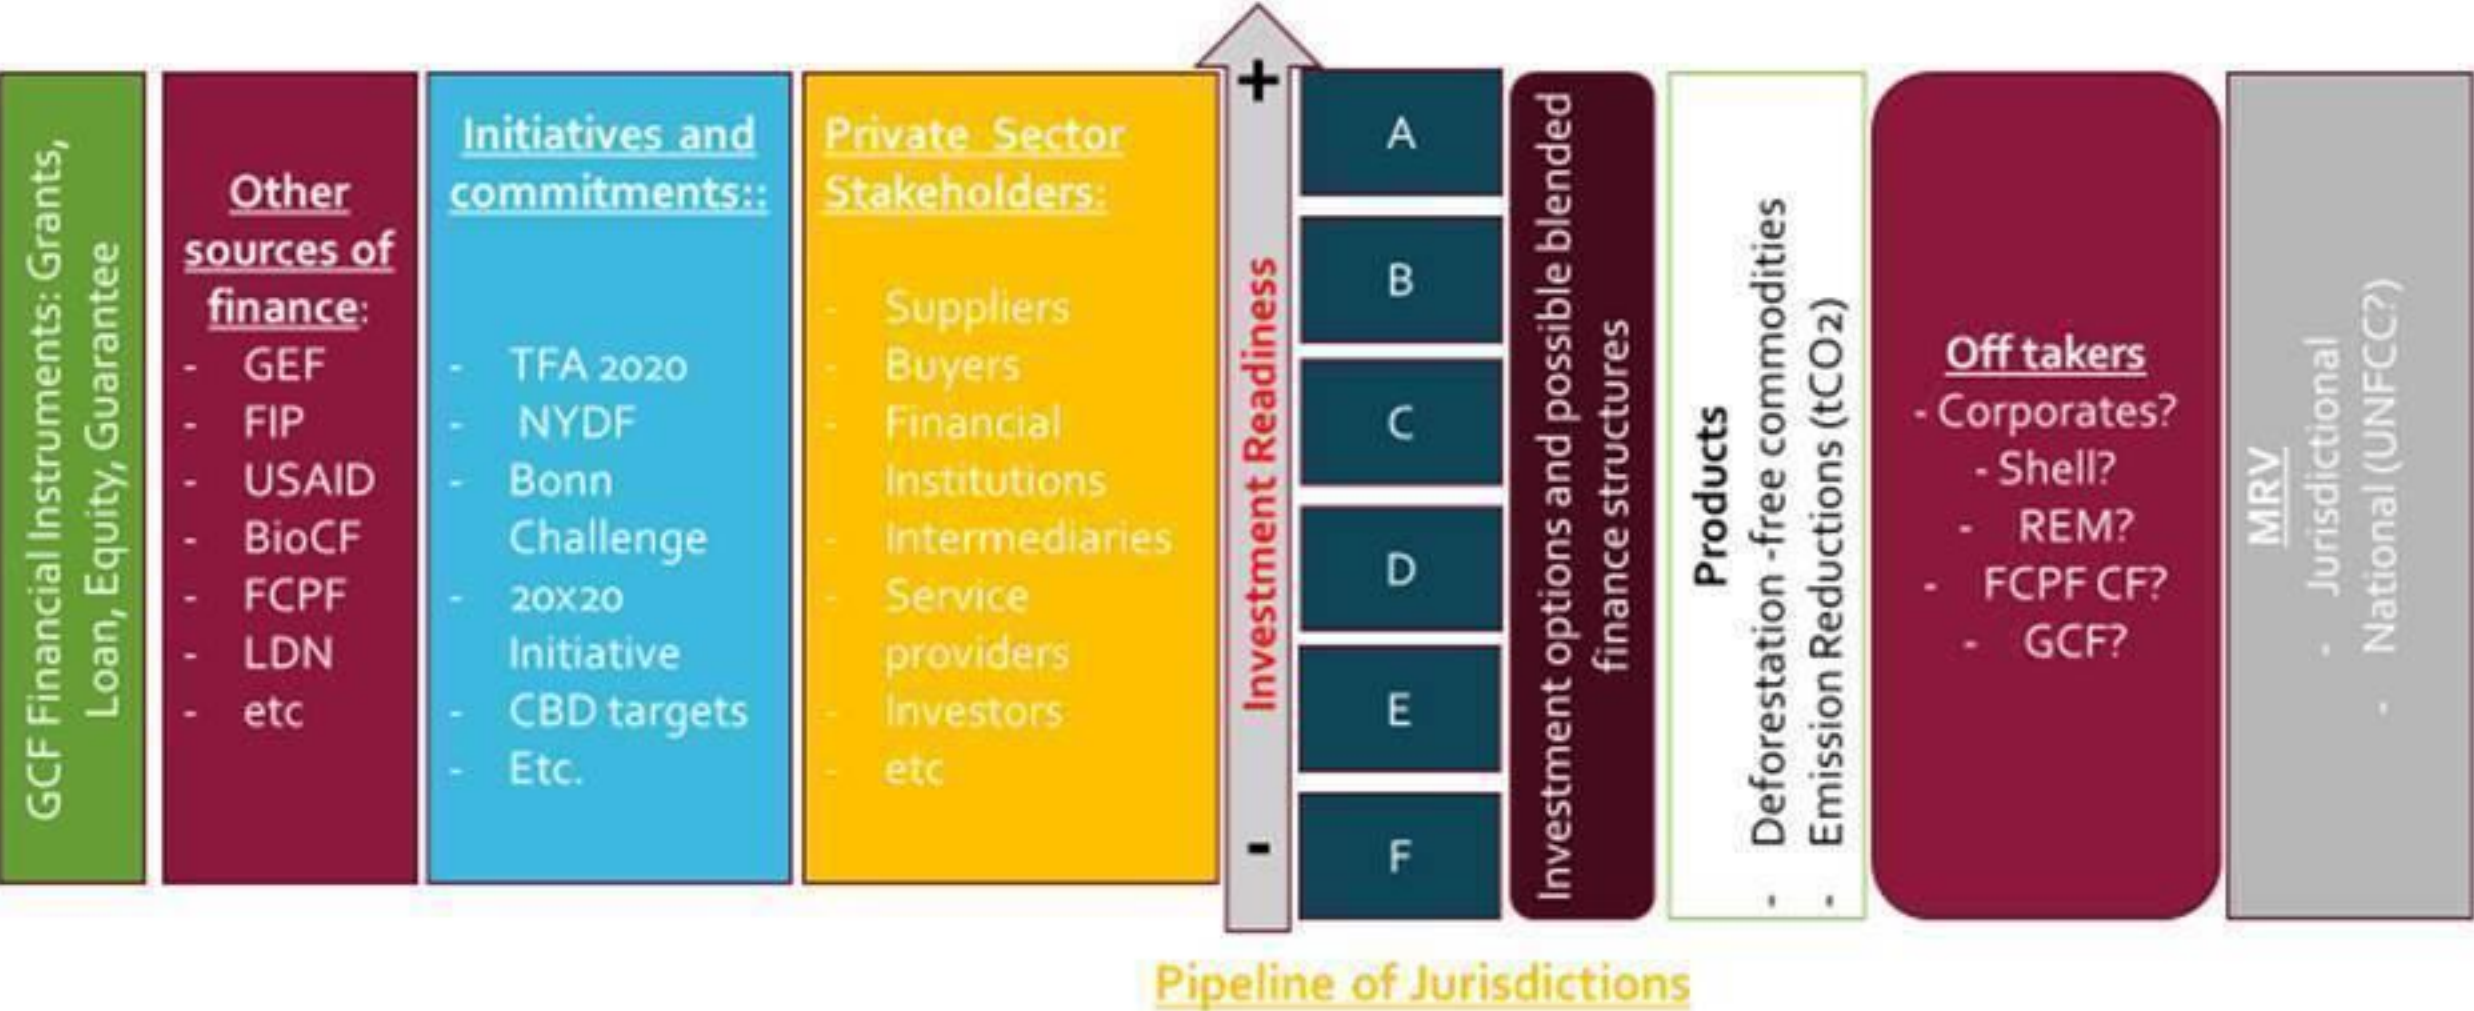 GCF Financial Instruments: Grants,
Loan, Equity, Guarantee
Other
sources of
finance:
- GEF
- FIP
- USAID
- BioCF
- FCPF
- LDN
- etc
Initiatives and
commitments::
- TFA 2020
- NYDF
- Bonn
Challenge
- 20x20
Initiative
- CBD targets
- Etc.
Private Sector
Stakeholders:
- Suppliers
- Buyers
- Financial
Institutions
- Intermediaries
- Service
providers
- Investors
- etc
+
Investment Readiness
-
A
B
C
D
E
F
Investment options and possible blended
finance structures
Products
- Deforestation -free commodities
- Emission Reductions (tCO2)
Off takers
- Corporates?
- Shell?
- REM?
- FCPF CF?
- GCF?
MRV
- Jurisdictional
- National (UNFCC?)
Pipeline of Jurisdictions